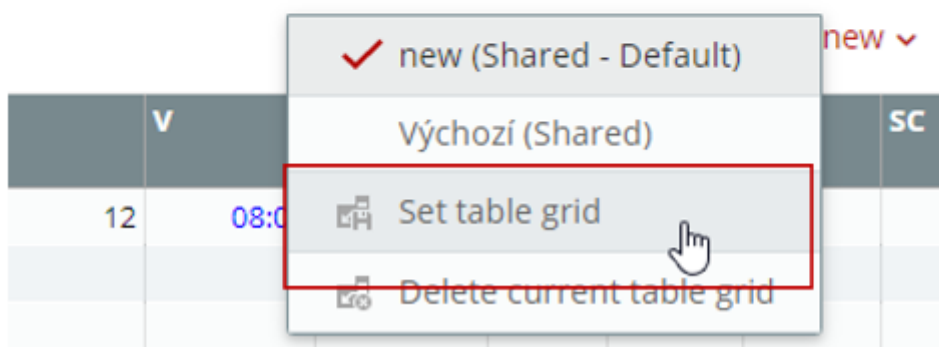 new (Shared - Default)
new
V
SC
Výchozí (Shared)
12
08:0
Set table grid
Delete current table grid